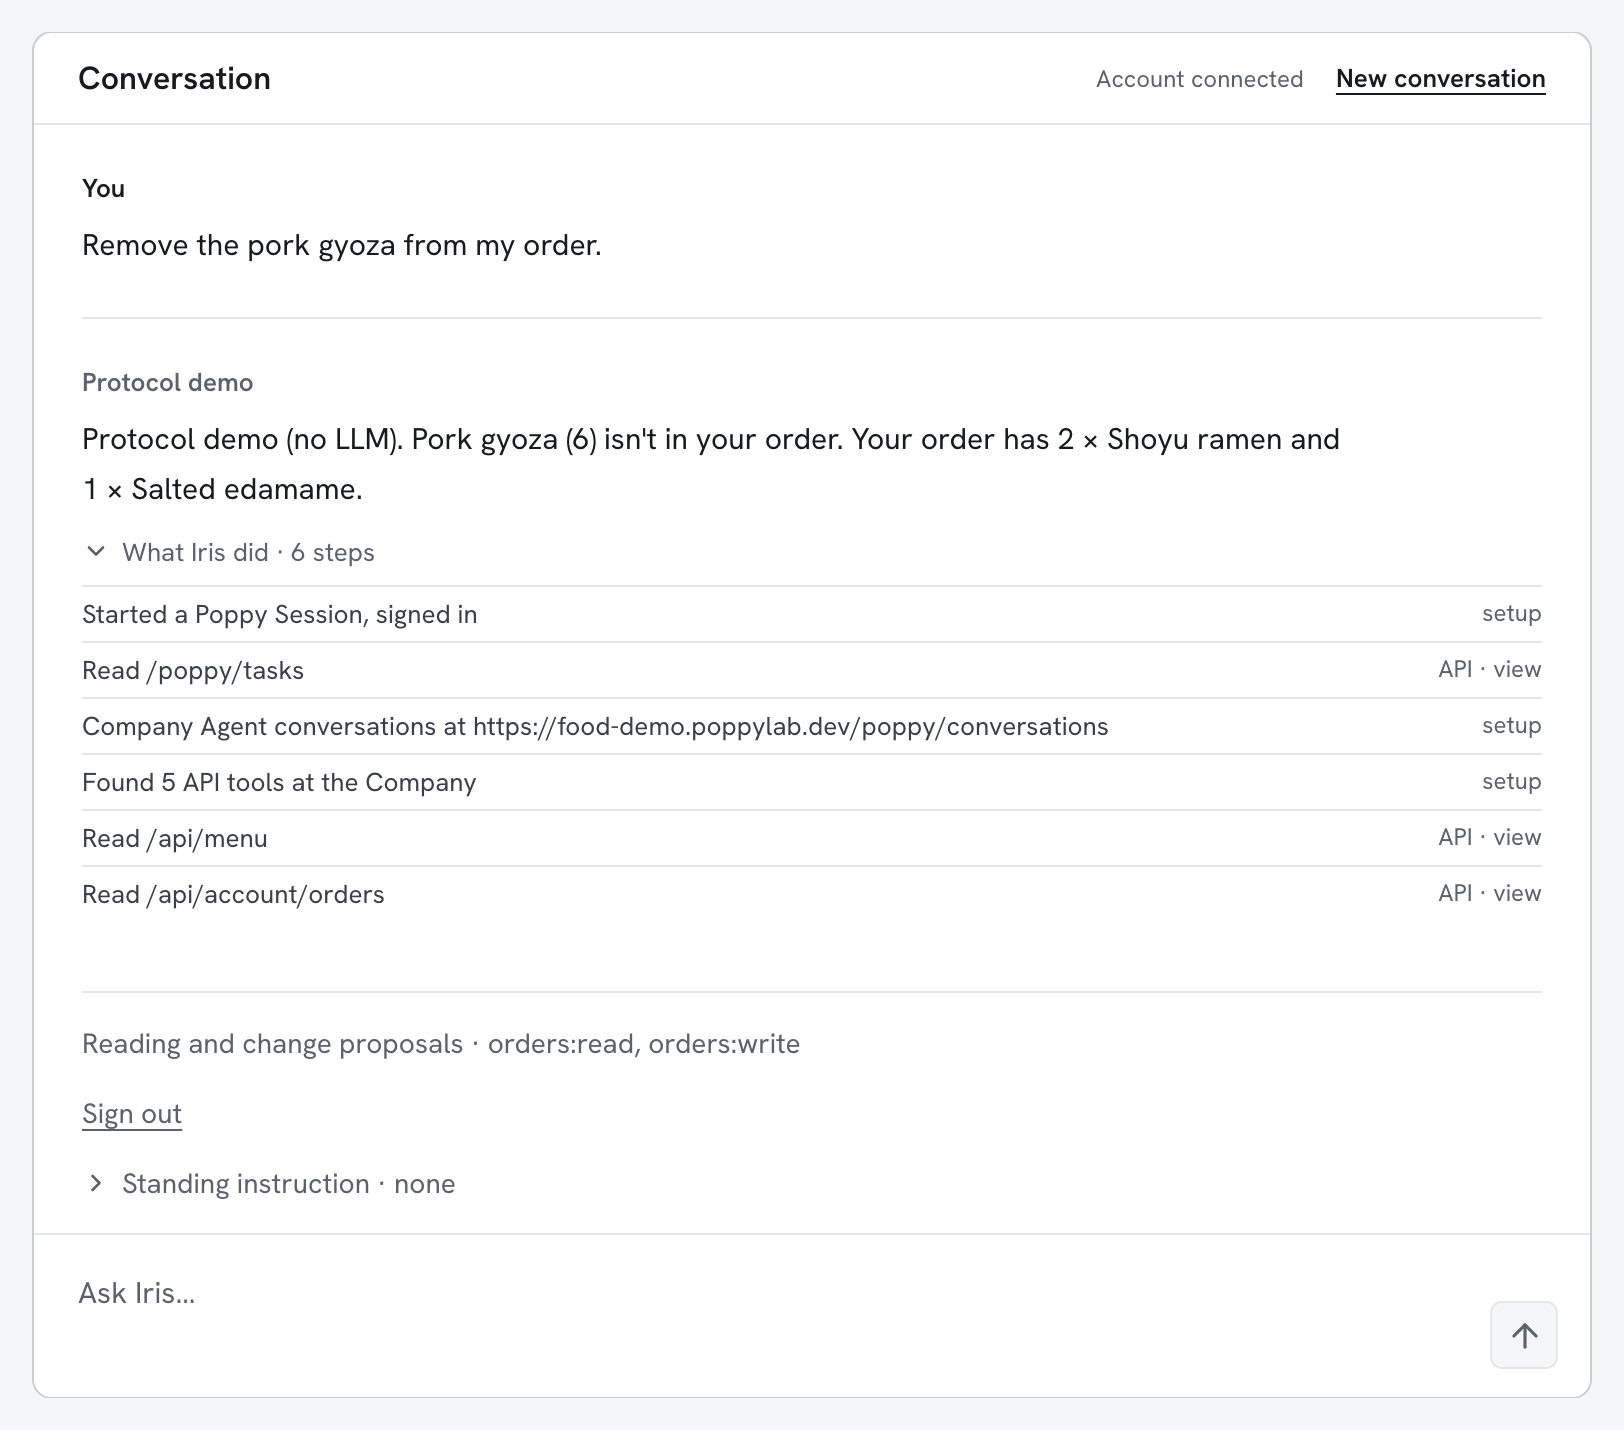 Conversation
Account connected
New conversation
You
Remove the pork gyoza from my order.
Protocol demo
Protocol demo (no LLM). Pork gyoza (6) isn't in your order. Your order has 2 × Shoyu ramen and
1 × Salted edamame.
What Iris did · 6 steps
Started a Poppy Session, signed in setup
Read /poppy/tasks API · view
Company Agent conversations at https://food-demo.poppylab.dev/poppy/conversations setup
Found 5 API tools at the Company setup
Read /api/menu API · view
Read /api/account/orders API · view
Reading and change proposals · orders:read, orders:write
Sign out
Standing instruction · none
Ask Iris...